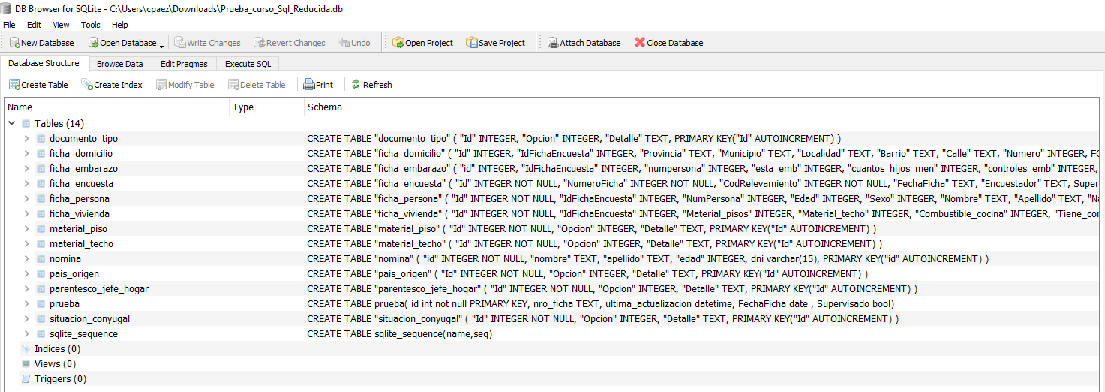 DB Browser for SQLite - C:\Users\cpaez\Downloads\Prueba_curso_Sql_Reducida.db
File Edit View Tools Help
New Database Open Database Write Changes Revert Changes Undo Open Project Save Project Attach Database Close Database
Database Structure Browse Data Edit Pragmas Execute SQL
Create Table Create Index Modify Table Delete Table Print Refresh
Name Type Schema
Tables (14)
documento_tipo CREATE TABLE "documento_tipo" ( "Id" INTEGER, "Opcion" INTEGER, "Detalle" TEXT, PRIMARY KEY("Id" AUTOINCREMENT) )
ficha_domicilio CREATE TABLE "ficha_domicilio" ( "Id" INTEGER, "IdFichaEncuesta" INTEGER, "Provincia" TEXT, "Municipio" TEXT, "Localidad" TEXT, "Barrio" TEXT, "Calle" TEXT, "Numero" INTEGER, FO
ficha_embarazo CREATE TABLE "ficha_embarazo" ( "id" INTEGER, "IdFichaEncuesta" INTEGER, "numpersona" INTEGER, "esta_emb" INTEGER, "cuantos_hijos_men" INTEGER, "controles_emb" INTE
ficha_encuesta CREATE TABLE "ficha_encuesta" ( "Id" INTEGER NOT NULL, "NumeroFicha" INTEGER NOT NULL, "CodRelevamiento" INTEGER NOT NULL, "FechaFicha" TEXT, "Encuestador" TEXT, Super
ficha_persona CREATE TABLE "ficha_persona" ( "Id" INTEGER NOT NULL, "IdFichaEncuesta" INTEGER, "NumPersona" INTEGER, "Edad" INTEGER, "Sexo" INTEGER, "Nombre" TEXT, "Apellido" TEXT, "Na
ficha_vivienda CREATE TABLE "ficha_vivienda" ( "Id" INTEGER NOT NULL, "IdFichaEncuesta" INTEGER, "Material_pisos" INTEGER, "Material_techo" INTEGER, "Combustible_cocina" INTEGER, "Tiene_con
material_piso CREATE TABLE "material_piso" ( "Id" INTEGER NOT NULL, "Opcion" INTEGER, "Detalle" TEXT, PRIMARY KEY("Id" AUTOINCREMENT) )
material_techo CREATE TABLE "material_techo" ( "Id" INTEGER NOT NULL, "Opcion" INTEGER, "Detalle" TEXT, PRIMARY KEY("Id" AUTOINCREMENT) )
nomina CREATE TABLE "nomina" ( "id" INTEGER NOT NULL, "nombre" TEXT, "apellido" TEXT, "edad" INTEGER, dni varchar(15), PRIMARY KEY("id" AUTOINCREMENT) )
pais_origen CREATE TABLE "pais_origen" ( "Id" INTEGER NOT NULL, "Opcion" INTEGER, "Detalle" TEXT, PRIMARY KEY("Id" AUTOINCREMENT) )
parentesco_jefe_hogar CREATE TABLE "parentesco_jefe_hogar" ( "Id" INTEGER NOT NULL, "Opcion" INTEGER, "Detalle" TEXT, PRIMARY KEY("Id" AUTOINCREMENT) )
prueba CREATE TABLE prueba( id int not null PRIMARY KEY, nro_ficha TEXT, ultima_actualizacion datetime, FechaFicha date , Supervisado bool)
situacion_conyugal CREATE TABLE "situacion_conyugal" ( "Id" INTEGER NOT NULL, "Opcion" INTEGER, "Detalle" TEXT, PRIMARY KEY("Id" AUTOINCREMENT) )
sqlite_sequence CREATE TABLE sqlite_sequence(name,seq)
Indices (0)
Views (0)
Triggers (0)